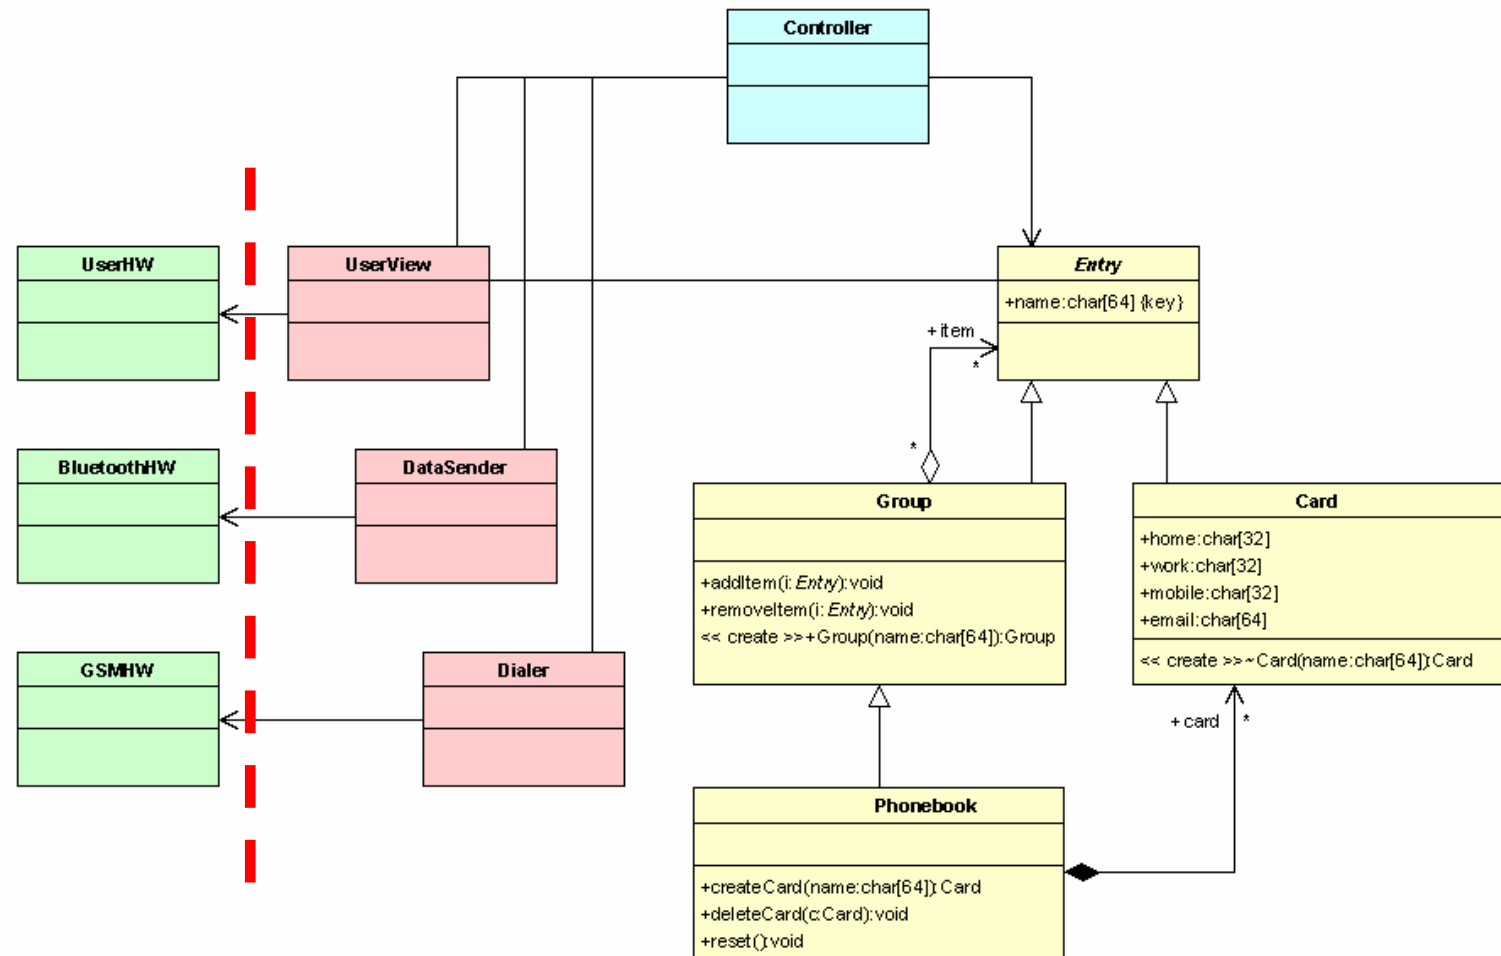 Controller
UserHW
UserView
Entry
+name:char[64] {key}
+item
*
*
BluetoothHW
DataSender
Group
+addItem(i:Entry):void
+removeItem(i:Entry):void
<< create >>+Group(name:char[64]):Group
Card
+home:char[32]
+work:char[32]
+mobile:char[32]
+email:char[64]
<< create >>~Card(name:char[64]):Card
GSMHW
Dialer
+card
*
Phonebook
+createCard(name:char[64]):Card
+deleteCard(c:Card):void
+reset():void